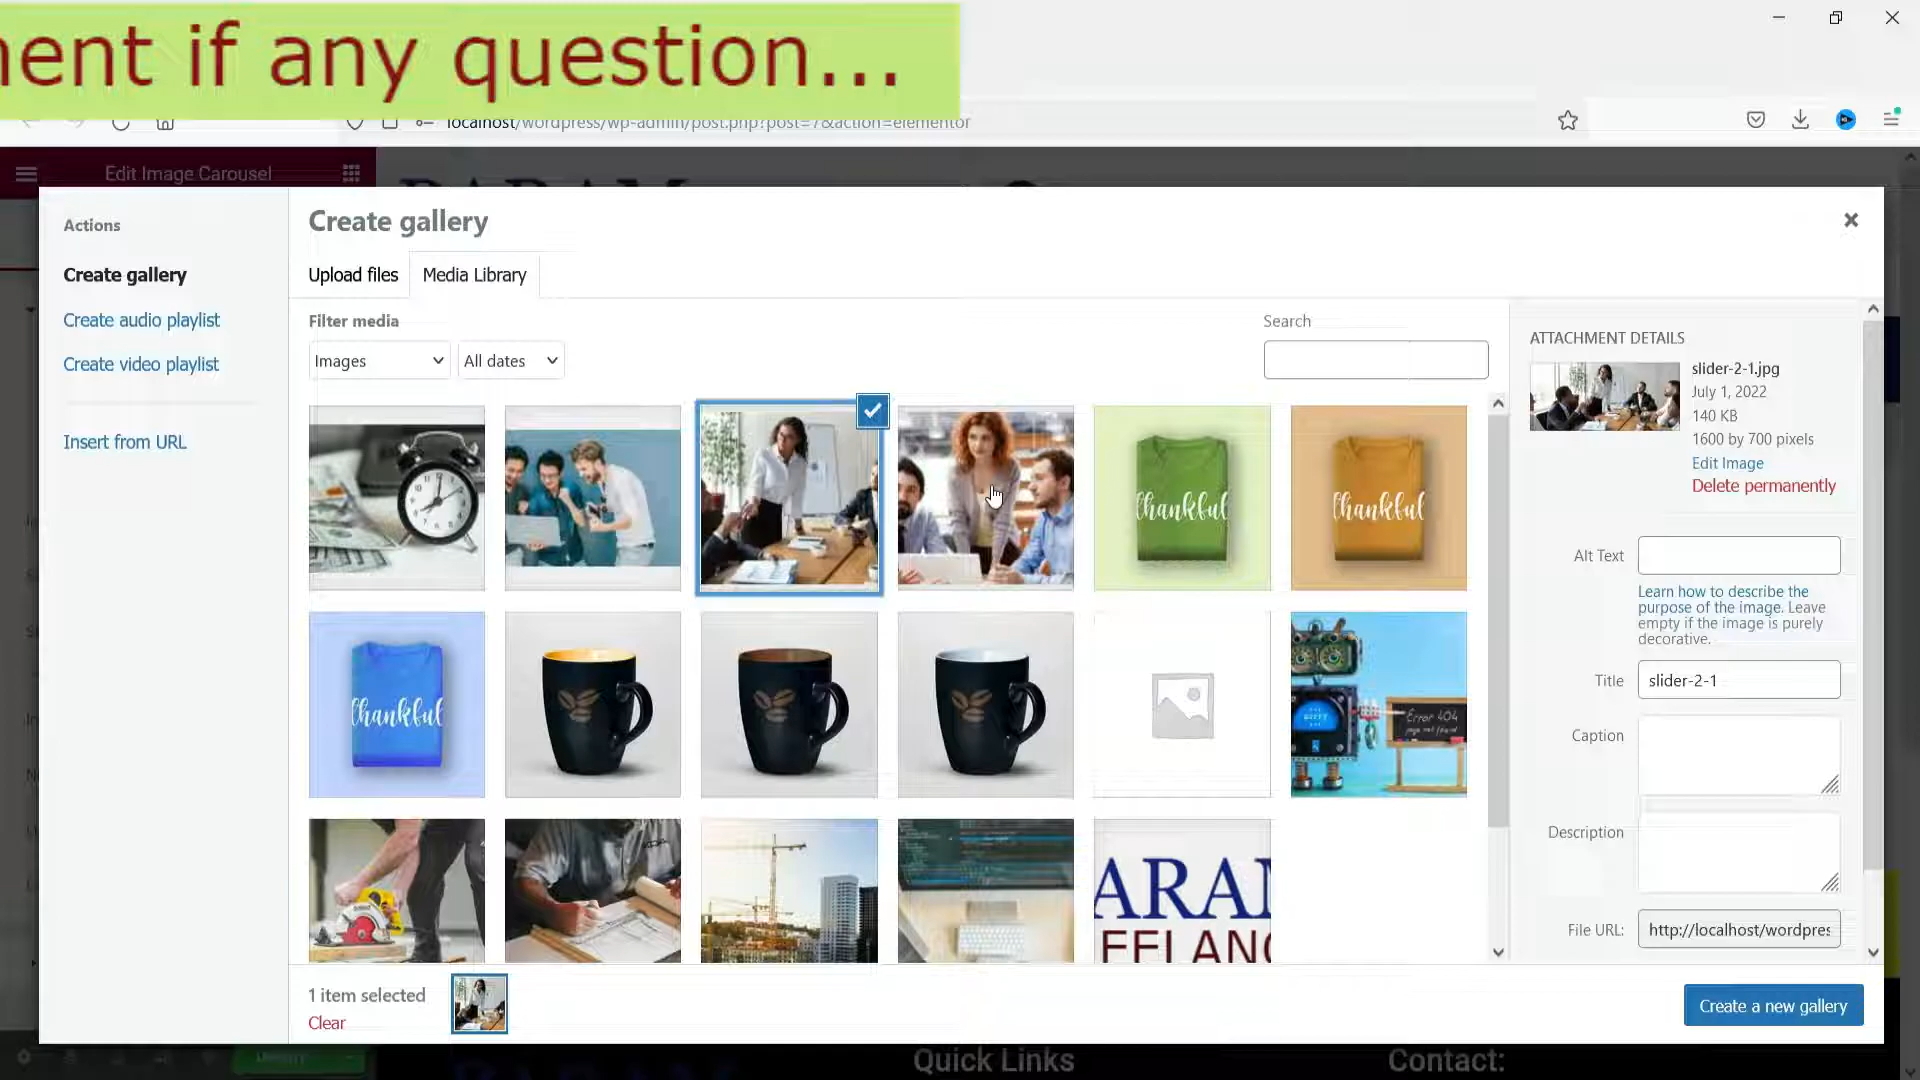 ent if any question...
localhost/wordpress/wp-admin/post.php?post=7&action=elementor
Edit Image Carousel
Actions
Create gallery
Create audio playlist
Create video playlist
Insert from URL
Create gallery
Upload files
Media Library
Filter media
Images
All dates
Search
thankful
thankful
thankful
Error 404
ARAN
EELANC
1 item selected
Clear
ATTACHMENT DETAILS
slider-2-1.jpg
July 1, 2022
140 KB
1600 by 700 pixels
Edit Image
Delete permanently
Alt Text
Learn how to describe the
purpose of the image. Leave
empty if the image is purely
decorative.
Title
slider-2-1
Caption
Description
File URL:
http://localhost/wordpres
Create a new gallery
Quick Links
Contact: